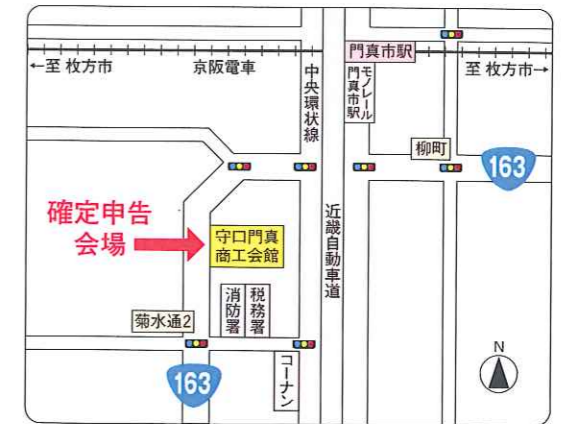 門真市駅
←至 枚方市
京阪電車
至 枚方市→
中央環状線
モノレール
門真市駅
柳町
163
確定申告
会場
守口門真
商工会館
近畿自動車道
消防署
税務署
菊水通2
コーナン
163
N